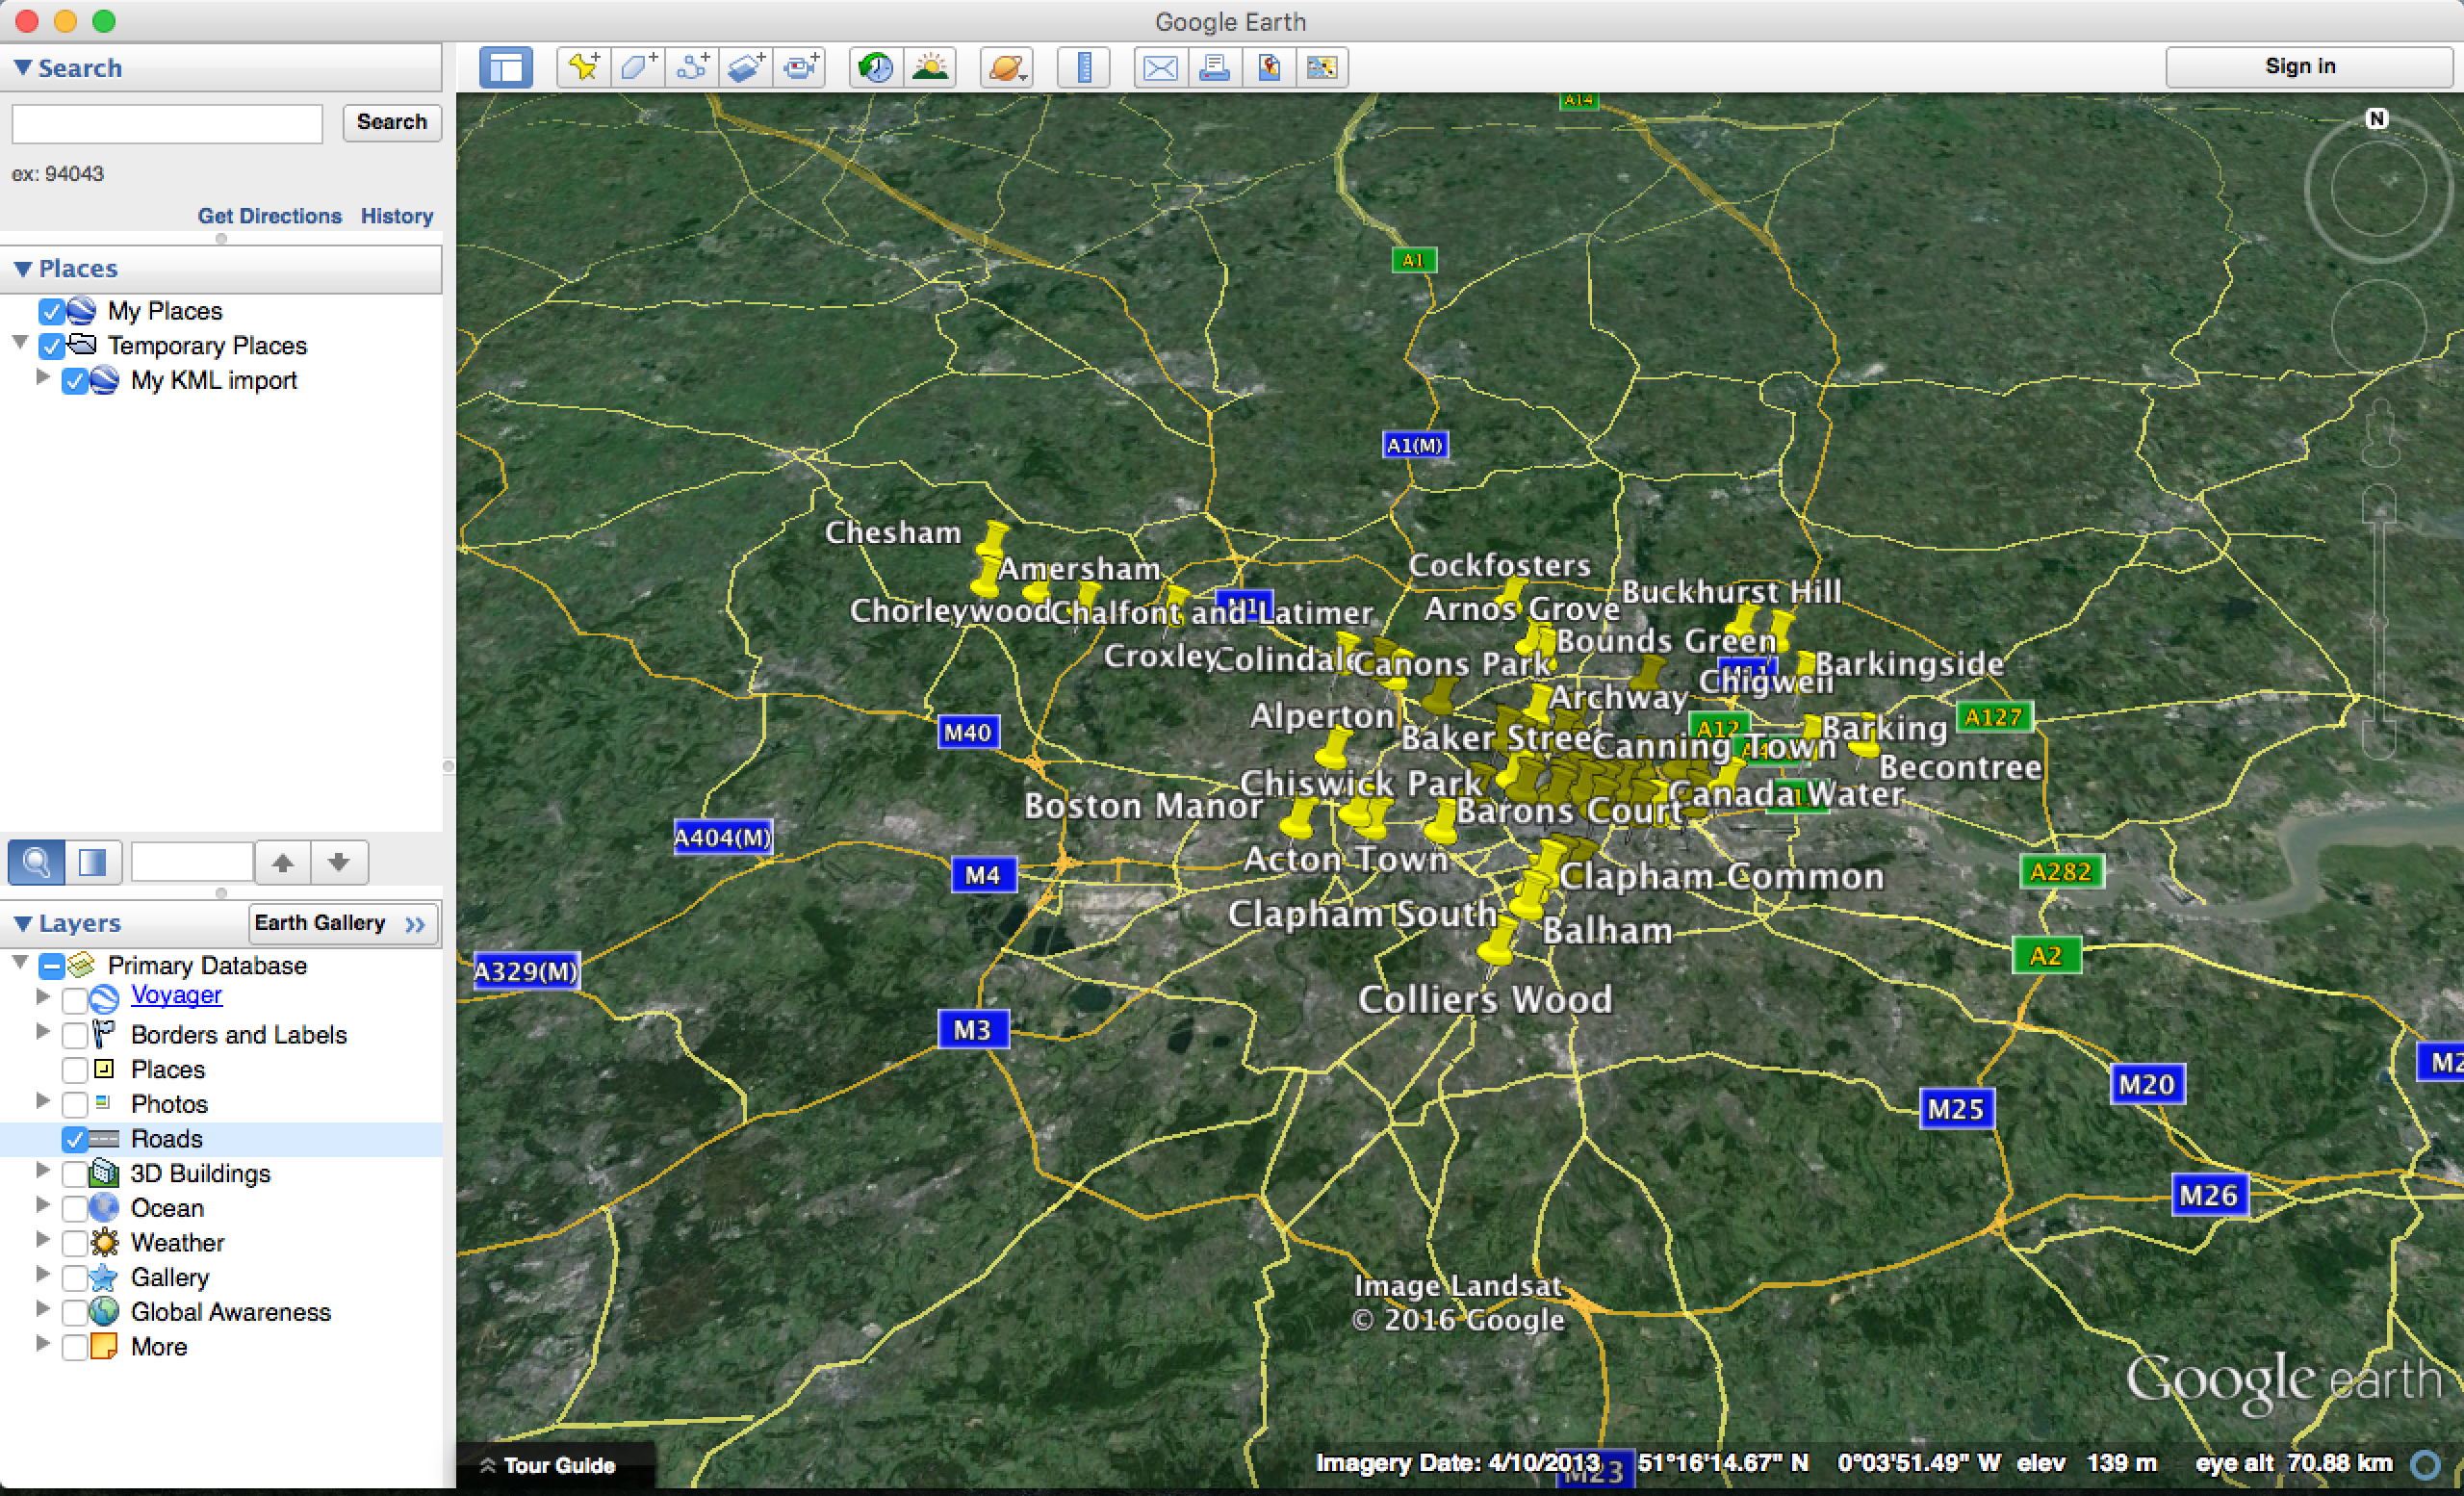 Google Earth
Search
Sign in
Search
ex: 94043
Get Directions History
Places
My Places
Temporary Places
My KML import
Layers
Earth Gallery >>
Primary Database
Voyager
Borders and Labels
Places
Photos
Roads
3D Buildings
Ocean
Weather
Gallery
Global Awareness
More
N
A14
A1
A1(M)
Chesham
Amersham
Cockfosters
Buckhurst Hill
Chorleywood
Chalfont and Latimer
M1
Arnos Grove
Bounds Green
Croxley
Colindale
Canons Park
M11
Barkingside
Chigwell
Archway
Alperton
A12
A127
M40
Baker Street
Canning Town
Barking
Becontree
Chiswick Park
Boston Manor
Barons Court
Canada Water
A404(M)
Acton Town
M4
Clapham Common
A282
Clapham South
Balham
A2
A329(M)
Colliers Wood
M3
M20
M25
M26
Image Landsat
© 2016 Google
Google earth
Tour Guide
Imagery Date: 4/10/2013 51°16'14.67" N 0°03'51.49" W elev 139 m eye alt 70.88 km
M23